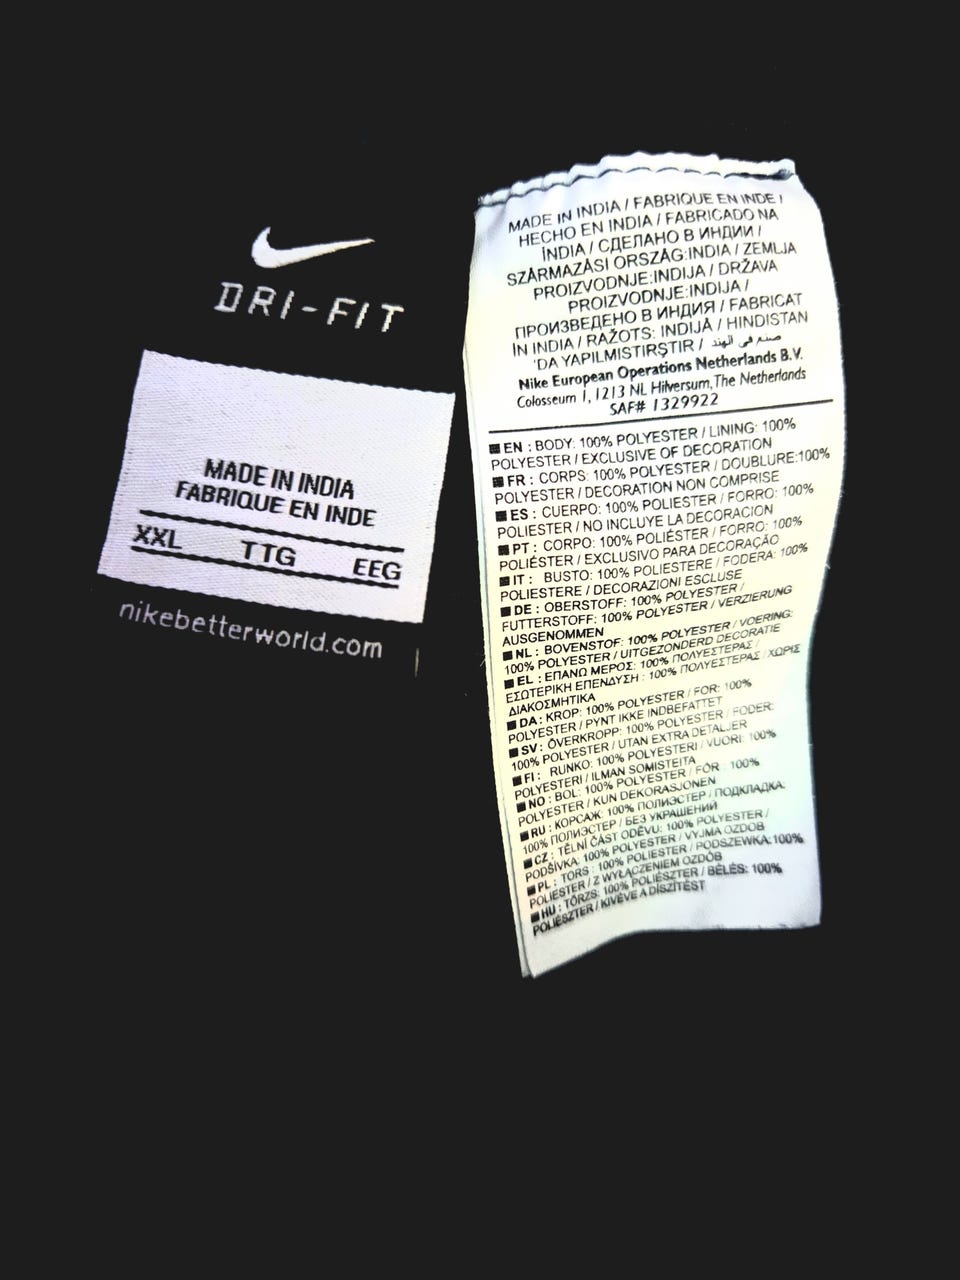 DRI-FIT
MADE IN INDIA
FABRIQUE EN INDE
XXL TTG EEG
nikebetterworld.com
MADE IN INDIA / FABRIQUE EN INDE /
HECHO EN INDIA / FABRICADO NA
ÍNDIA / СДЕЛАНО В ИНДИИ /
SZÁRMAZÁSI ORSZÁG:INDIA / ZEMLJA
PROIZVODNJE:INDIJA / DRŽAVA
PROIZVODNJE:INDIJA /
ПРОИЗВЕДЕНО В ИНДИЯ / FABRICAT
IN INDIA / RAŽOTS: INDIJĀ / HINDISTAN
'DA YAPILMISTIRŞTIR / صنع في الهند
Nike European Operations Netherlands B.V.
Colosseum 1, 1213 NL Hilversum, The Netherlands
SAF# 1329922
EN : BODY: 100% POLYESTER / LINING: 100%
POLYESTER / EXCLUSIVE OF DECORATION
FR : CORPS: 100% POLYESTER / DOUBLURE:100%
POLYESTER / DECORATION NON COMPRISE
ES : CUERPO: 100% POLIESTER / FORRO: 100%
POLIESTER / NO INCLUYE LA DECORACION
PT : CORPO: 100% POLIÉSTER / FORRO: 100%
POLIÉSTER / EXCLUSIVO PARA DECORAÇÃO
IT : BUSTO: 100% POLIESTERE / FODERA: 100%
POLIESTERE / DECORAZIONI ESCLUSE
DE : OBERSTOFF: 100% POLYESTER /
FUTTERSTOFF: 100% POLYESTER / VERZIERUNG
AUSGENOMMEN
NL : BOVENSTOF: 100% POLYESTER / VOERING:
100% POLYESTER / UITGEZONDERD DECORATIE
EL : ΕΠΑΝΩ ΜΕΡΟΣ: 100% ΠΟΛΥΕΣΤΕΡΑΣ /
ΕΣΩΤΕΡΙΚΗ ΕΠΕΝΔΥΣΗ : 100% ΠΟΛΥΕΣΤΕΡΑΣ / ΧΩΡΙΣ
ΔΙΑΚΟΣΜΗΤΙΚΑ
DA : KROP: 100% POLYESTER / FOR: 100%
POLYESTER / PYNT IKKE INDBEFATTET
SV : ÖVERKROPP: 100% POLYESTER / FODER:
100% POLYESTER / UTAN EXTRA DETALJER
FI : RUNKO: 100% POLYESTERI / VUORI: 100%
POLYESTERI / ILMAN SOMISTEITA
NO : BOL: 100% POLYESTER / FÔR : 100%
POLYESTER / KUN DEKORASJONEN
RU : КОРСАЖ: 100% ПОЛИЭСТЕР / ПОДКЛАДКА:
100% ПОЛИЭСТЕР / БЕЗ УКРАШЕНИЙ
CZ : TĚLNÍ ČÁST ODĚVU: 100% POLYESTER /
PODŠÍVKA: 100% POLYESTER / VYJMA OZDOB
PL : TORS : 100% POLIESTER / PODSZEWKA:100%
POLIESTER / Z WYŁĄCZENIEM OZDÓB
HU : TÖRZS: 100% POLIÉSZTER / BÉLÉS: 100%
POLIÉSZTER / KIVÉVE A DÍSZÍTÉST